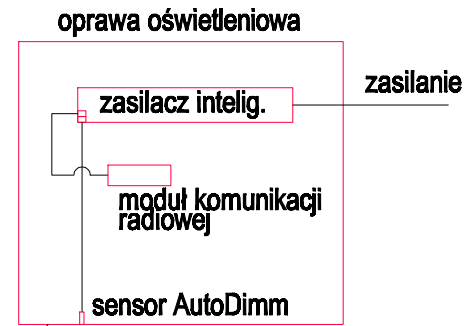 oprawa oświetleniowa
zasilanie
zasilacz intelig.
moduł komunikacji
radiowej
sensor AutoDimm